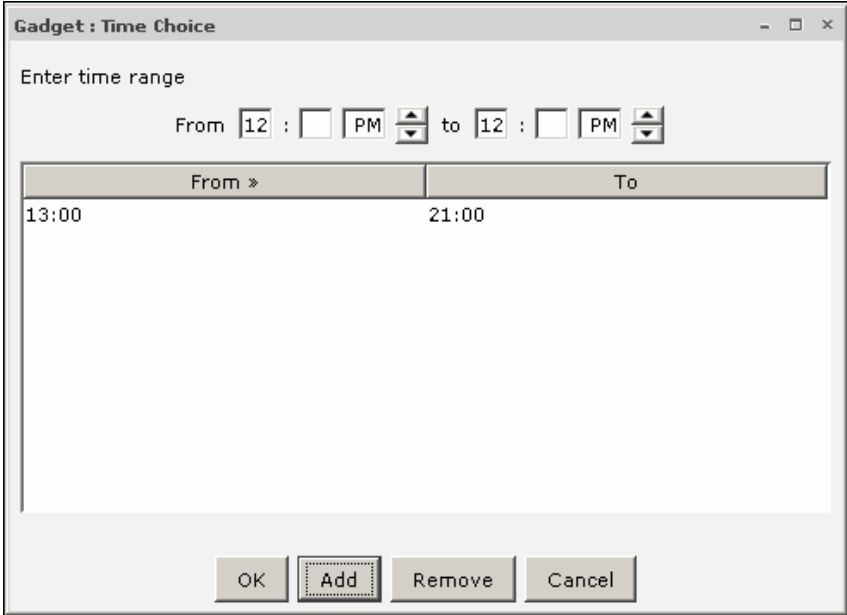 Gadget : Time Choice
Enter time range
From 12 : PM to 12 : PM
From » To
13:00 21:00
OK Add Remove Cancel